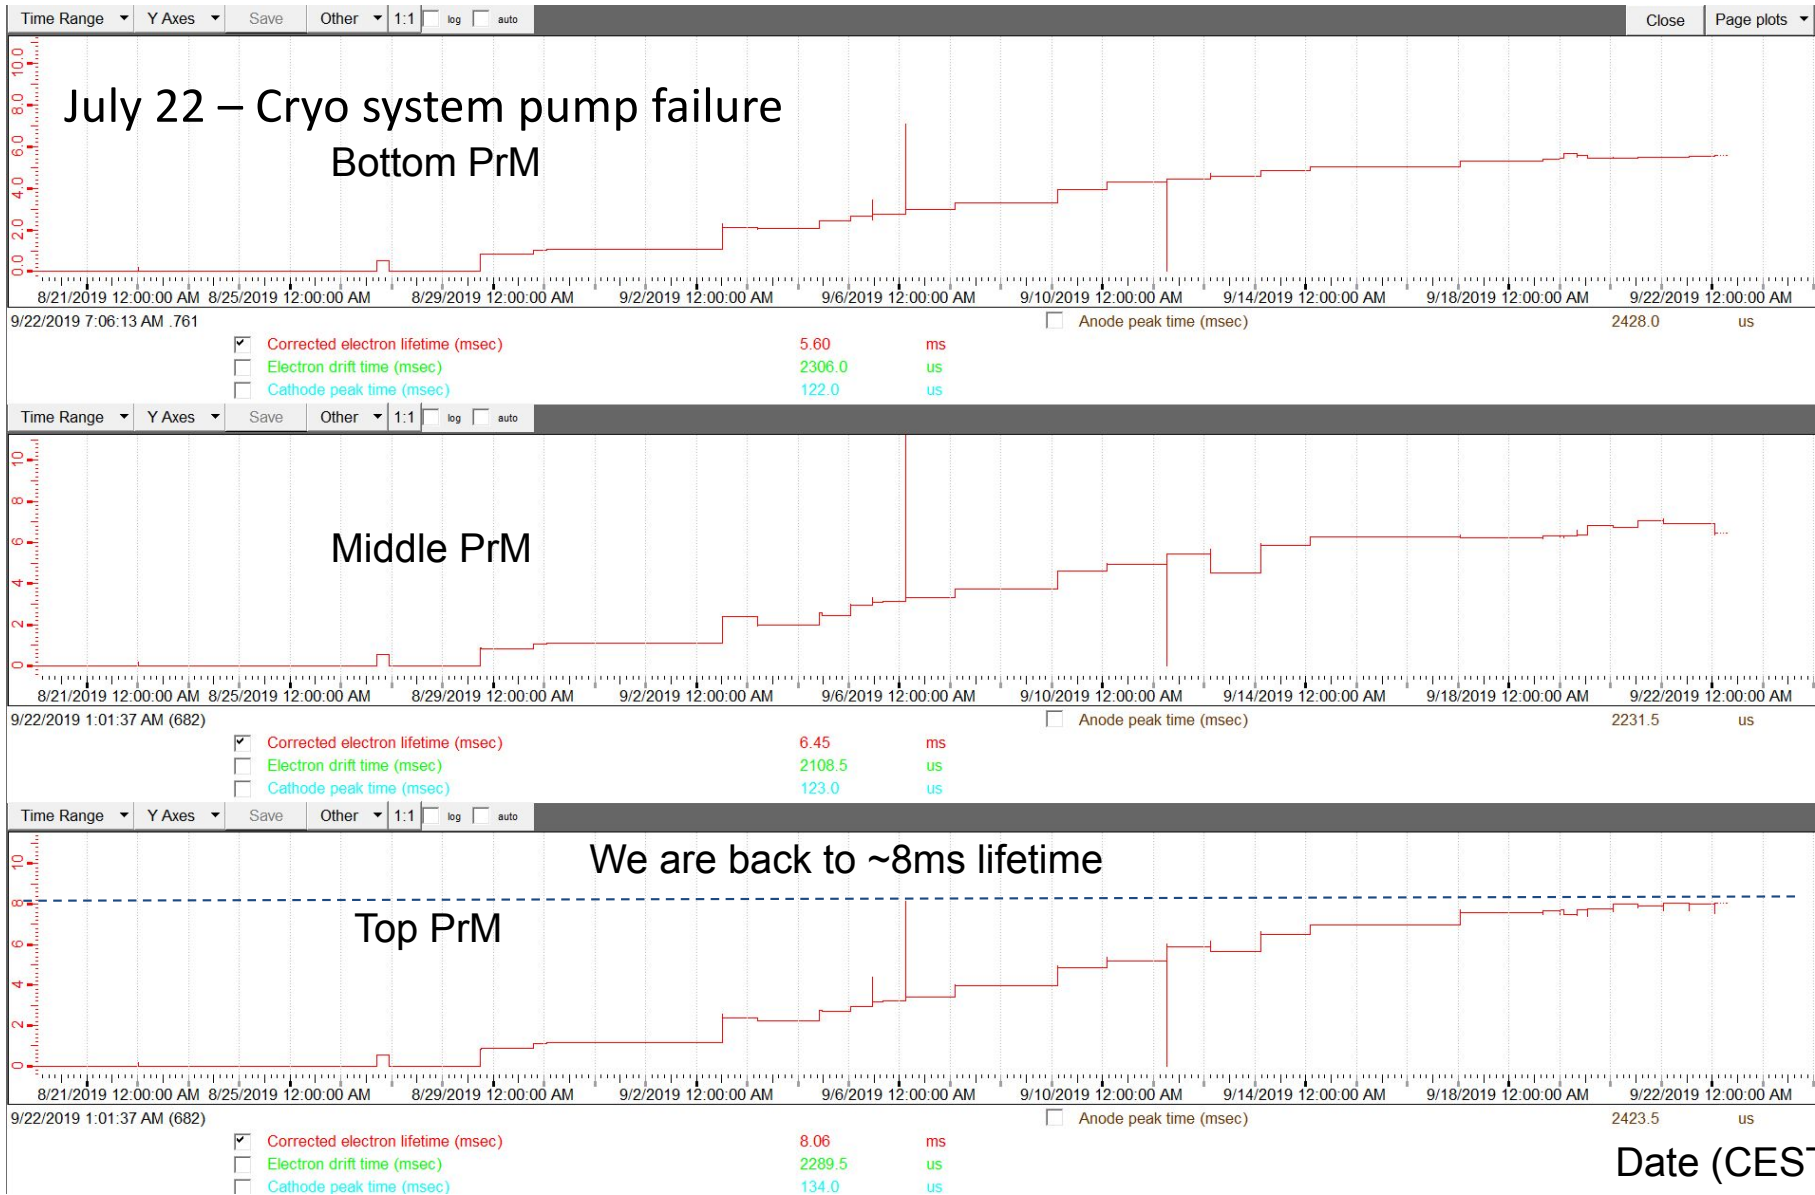 Time Range Y Axes Save Other 1:1 log auto Close Page plots
July 22 – Cryo system pump failure
Bottom PrM
10.0
8.0
6.0
4.0
2.0
0.0
8/21/2019 12:00:00 AM 8/25/2019 12:00:00 AM 8/29/2019 12:00:00 AM 9/2/2019 12:00:00 AM 9/6/2019 12:00:00 AM 9/10/2019 12:00:00 AM 9/14/2019 12:00:00 AM 9/18/2019 12:00:00 AM 9/22/2019 12:00:00 AM
9/22/2019 7:06:13 AM .761 Anode peak time (msec) 2428.0 us
Corrected electron lifetime (msec) 5.60 ms
Electron drift time (msec) 2306.0 us
Cathode peak time (msec) 122.0 us
Time Range Y Axes Save Other 1:1 log auto
Middle PrM
10
8
6
4
2
0
8/21/2019 12:00:00 AM 8/25/2019 12:00:00 AM 8/29/2019 12:00:00 AM 9/2/2019 12:00:00 AM 9/6/2019 12:00:00 AM 9/10/2019 12:00:00 AM 9/14/2019 12:00:00 AM 9/18/2019 12:00:00 AM 9/22/2019 12:00:00 AM
9/22/2019 1:01:37 AM (682) Anode peak time (msec) 2231.5 us
Corrected electron lifetime (msec) 6.45 ms
Electron drift time (msec) 2108.5 us
Cathode peak time (msec) 123.0 us
Time Range Y Axes Save Other 1:1 log auto
We are back to ~8ms lifetime
Top PrM
10
8
6
4
2
0
8/21/2019 12:00:00 AM 8/25/2019 12:00:00 AM 8/29/2019 12:00:00 AM 9/2/2019 12:00:00 AM 9/6/2019 12:00:00 AM 9/10/2019 12:00:00 AM 9/14/2019 12:00:00 AM 9/18/2019 12:00:00 AM 9/22/2019 12:00:00 AM
9/22/2019 1:01:37 AM (682) Anode peak time (msec) 2423.5 us
Corrected electron lifetime (msec) 8.06 ms
Electron drift time (msec) 2289.5 us
Cathode peak time (msec) 134.0 us
Date (CEST